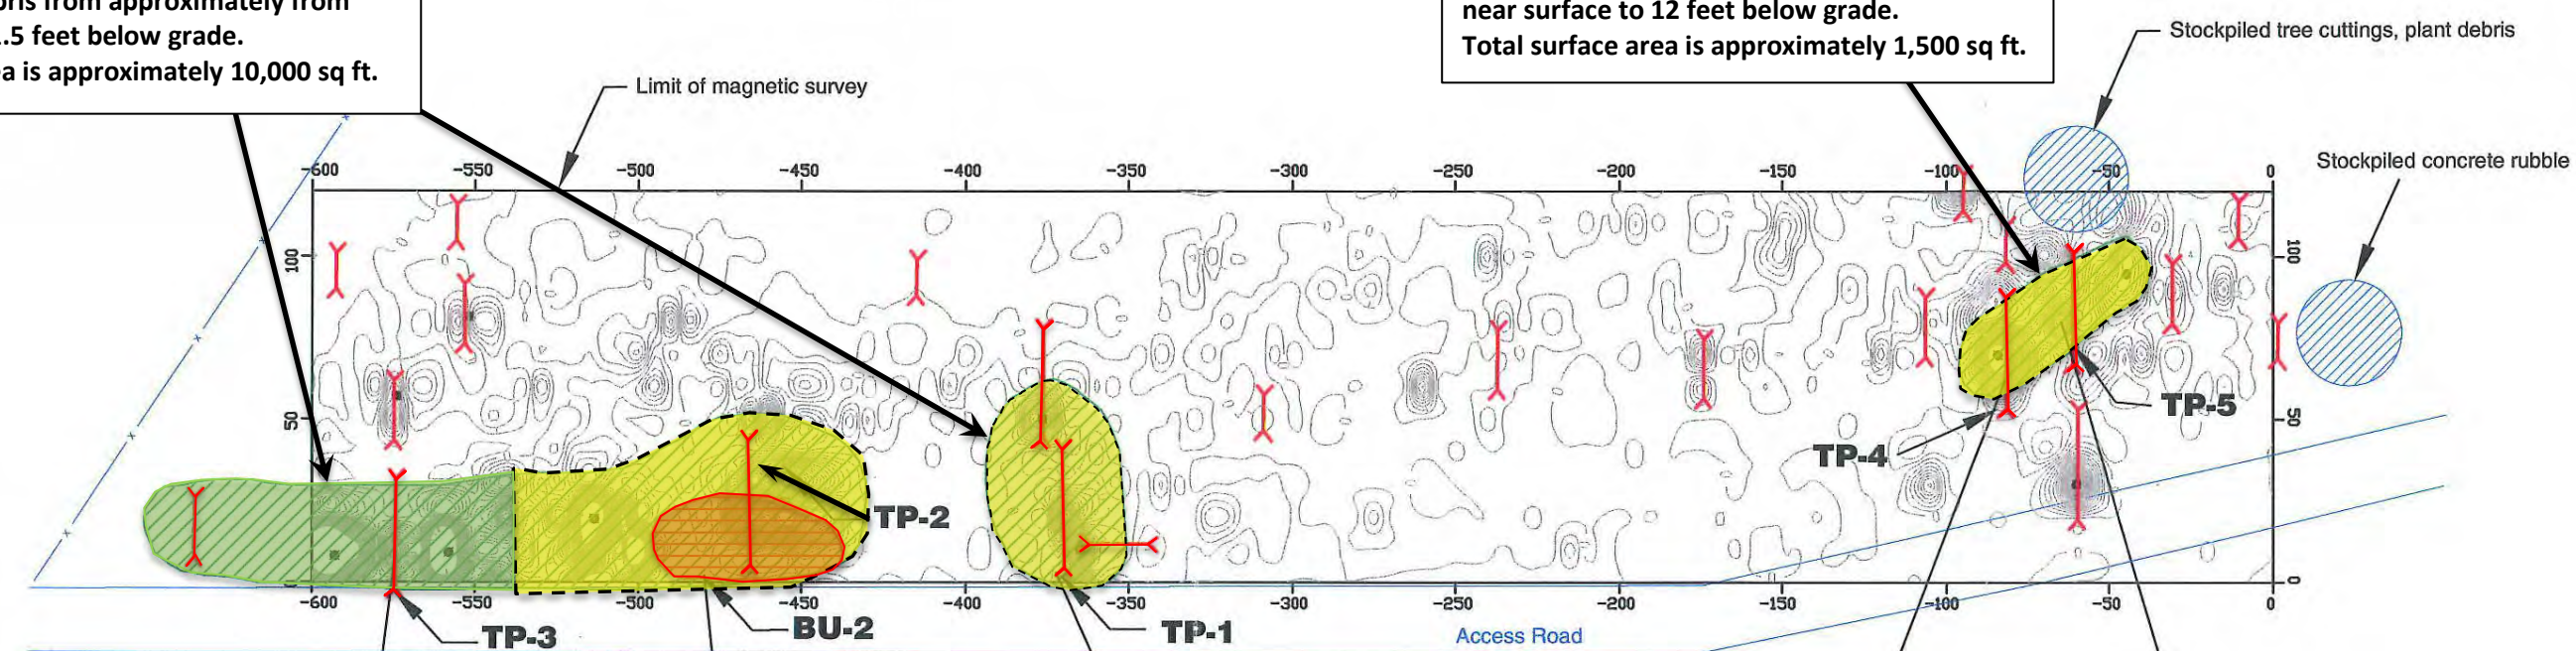 bris from approximately from
.5 feet below grade.
ea is approximately 10,000 sq ft.
near surface to 12 feet below grade.
Total surface area is approximately 1,500 sq ft.
Stockpiled tree cuttings, plant debris
Limit of magnetic survey
Stockpiled concrete rubble
-600 -550 -500 -450 -400 -350 -300 -250 -200 -150 -100 -50 0
100 100
50 50
TP-5
TP-4
TP-2
0 0
-600 -550 -500 -450 -400 -350 -300 -250 -200 -150 -100 -50 0
TP-3 BU-2 TP-1 Access Road